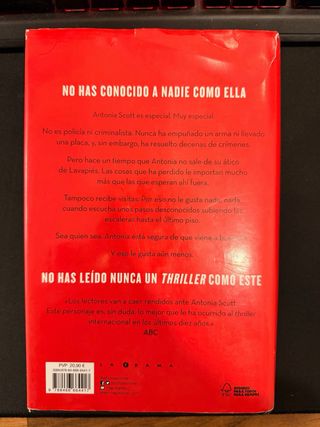 NO HAS CONOCIDO A NADIE COMO ELLA
Antonia Scott es especial. Muy especial.
No es policía ni criminalista. Nunca ha empuñado un arma ni llevado
una placa, y, sin embargo, ha resuelto decenas de crímenes.
Pero hace un tiempo que Antonia no sale de su ático
de Lavapiés. Las cosas que ha perdido le importan mucho
más que las que esperan ahí fuera.
Tampoco recibe visitas. Por eso no le gusta nada, nada,
cuando escucha unos pasos desconocidos subiendo las
escaleras hasta el último piso.
Sea quien sea, Antonia está segura de que viene a
Y eso le gusta aún menos.
NO HAS LEÍDO NUNCA UN THRILLER COMO ESTE
«Los lectores van a caer rendidos ante Antonia Scott.
Este personaje es, sin duda, lo mejor que le ha ocurrido al thriller
internacional en los últimos diez años.»
ABC
PVP 20,90 €